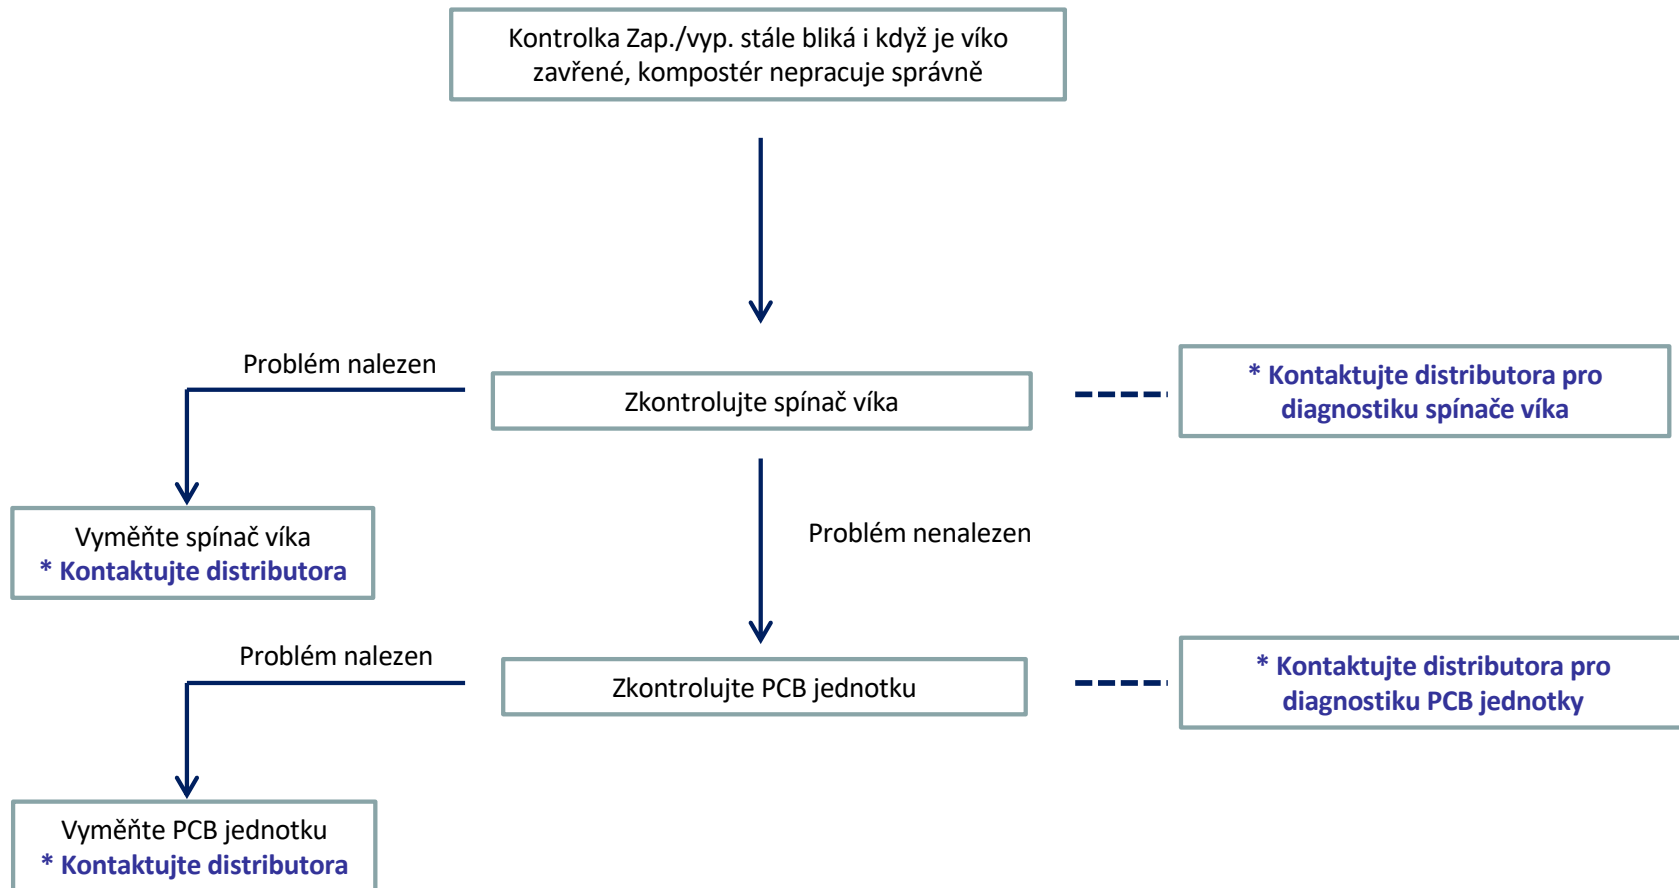 Kontrolka Zap./vyp. stále bliká i když je víko
zavřené, kompostér nepracuje správně
Problém nalezen
Zkontrolujte spínač víka
* Kontaktujte distributora pro
diagnostiku spínače víka
Vyměňte spínač víka
* Kontaktujte distributora
Problém nenalezen
Problém nalezen
Zkontrolujte PCB jednotku
* Kontaktujte distributora pro
diagnostiku PCB jednotky
Vyměňte PCB jednotku
* Kontaktujte distributora